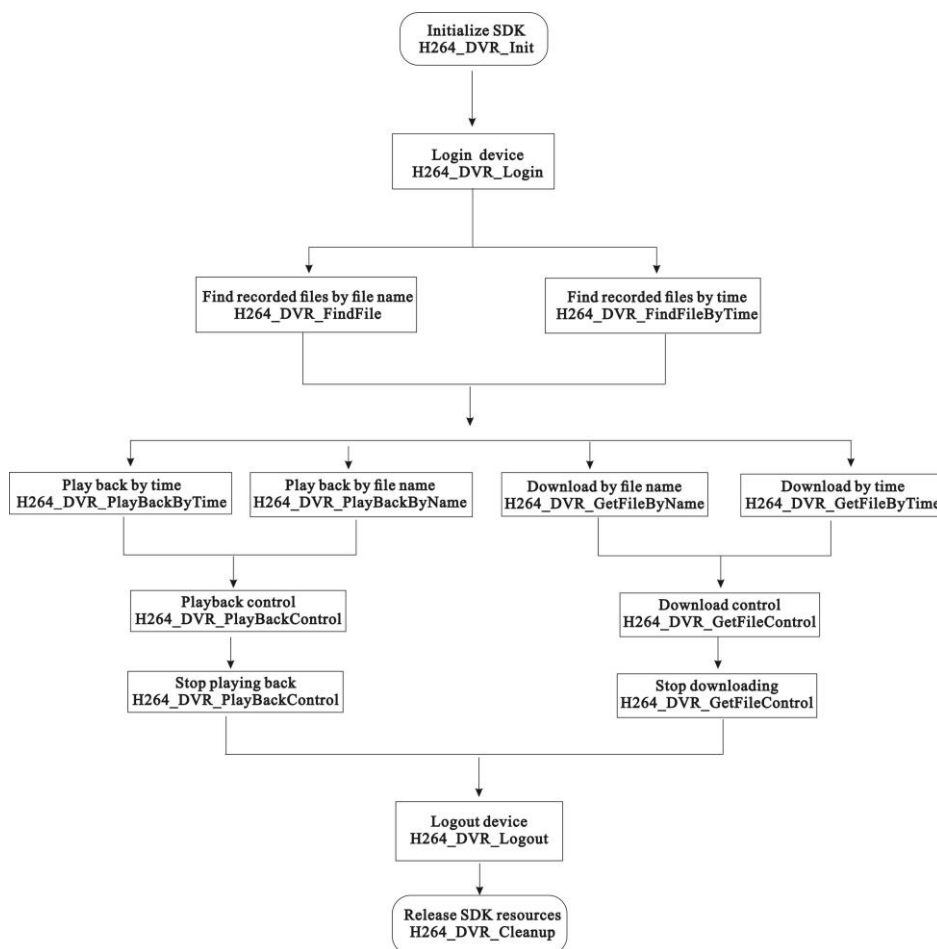 Initialize SDK
H264_DVR_Init
Login device
H264_DVR_Login
Find recorded files by file name
H264_DVR_FindFile
Find recorded files by time
H264_DVR_FindFileByTime
Play back by time
H264_DVR_PlayBackByTime
Play back by file name
H264_DVR_PlayBackByName
Download by file name
H264_DVR_GetFileByName
Download by time
H264_DVR_GetFileByTime
Playback control
H264_DVR_PlayBackControl
Download control
H264_DVR_GetFileControl
Stop playing back
H264_DVR_PlayBackControl
Stop downloading
H264_DVR_GetFileControl
Logout device
H264_DVR_Logout
Release SDK resources
H264_DVR_Cleanup